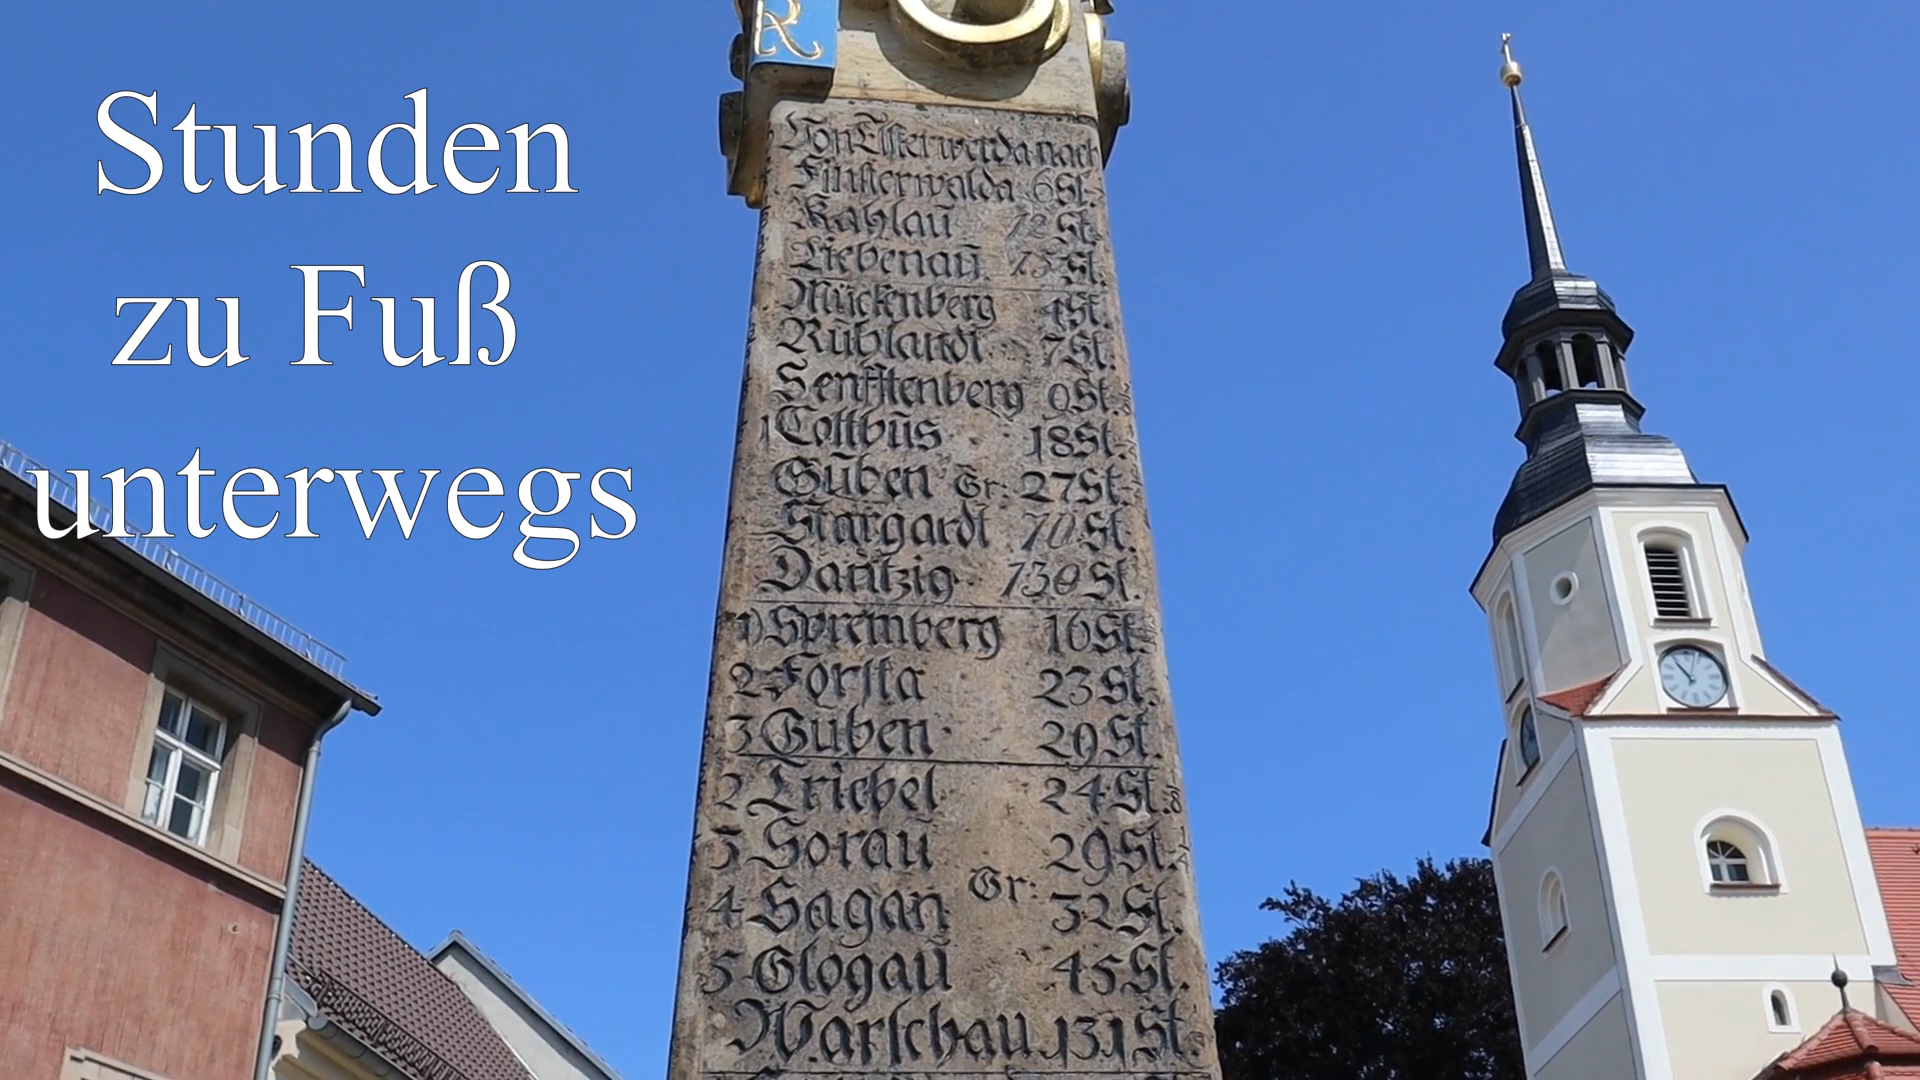 Stunden
zu Fuß
unterwegs
R
Von Elsterwerda nach
Finsterwalda 6 St.
Kahlau 12 St.
Liebenau 15 St.
Mückenberg 4 St.
Ruhlandt 7 St.
Senfftenberg 9 St.
Cottbus 18 St.
Guben Gr: 27 St.
Stargardt 70 St.
Dantzig 130 St.
Spremberg 16 St.
2 Forsta 23 St.
3 Guben 29 St.
2 Triebel 24 St.
3 Sorau 29 St. 1/4
4 Sagan Gr: 32 St.
5 Glogau 45 St.
Warschau 131 St.